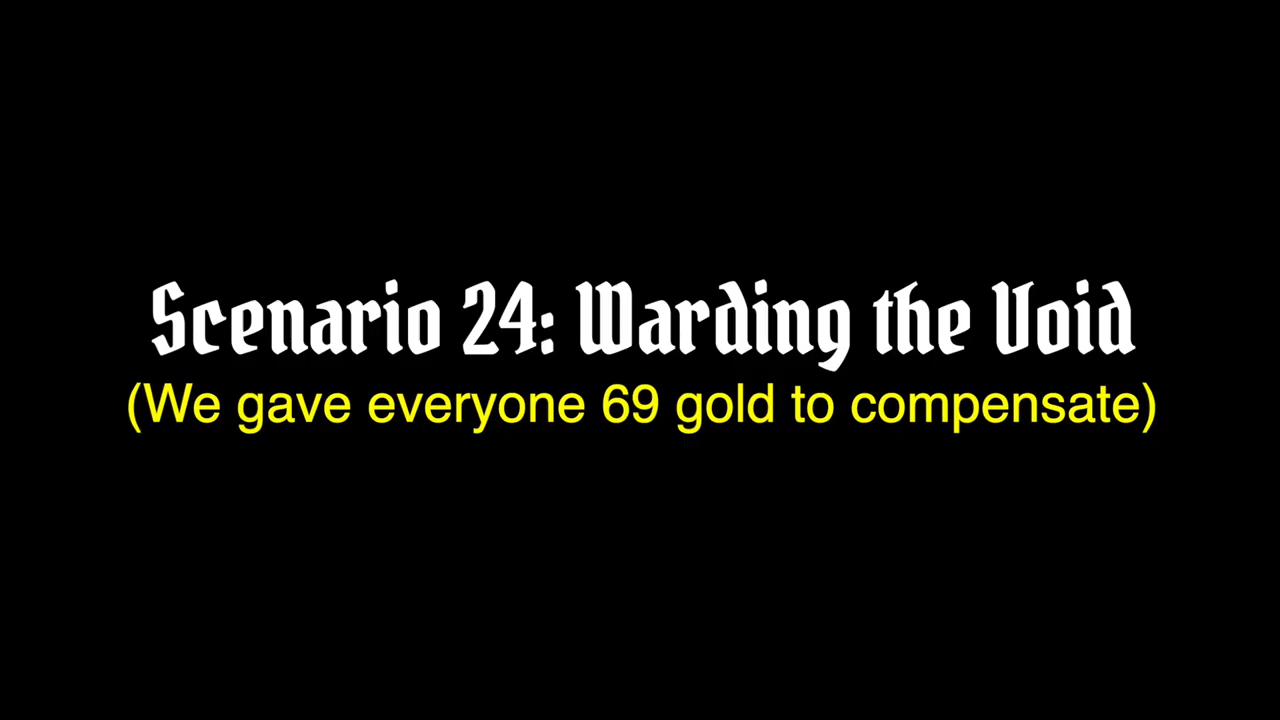 Scenario 24: Warding the Void
(We gave everyone 69 gold to compensate)